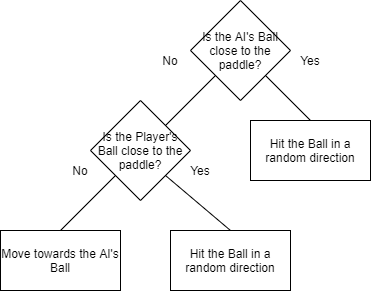 Is the AI's Ball
close to the
paddle?
No
Yes
Is the Player's
Ball close to the
paddle?
Hit the Ball in a
random direction
No
Yes
Move towards the AI's
Ball
Hit the Ball in a
random direction